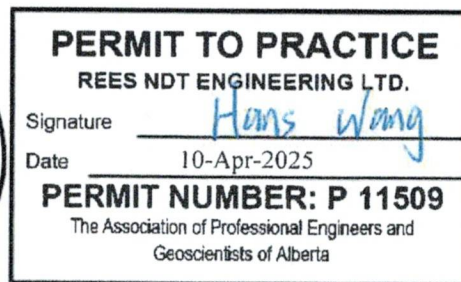 PERMIT TO PRACTICE
REES NDT ENGINEERING LTD.
Signature Hans Wang
Date 10-Apr-2025
PERMIT NUMBER: P 11509
The Association of Professional Engineers and
Geoscientists of Alberta